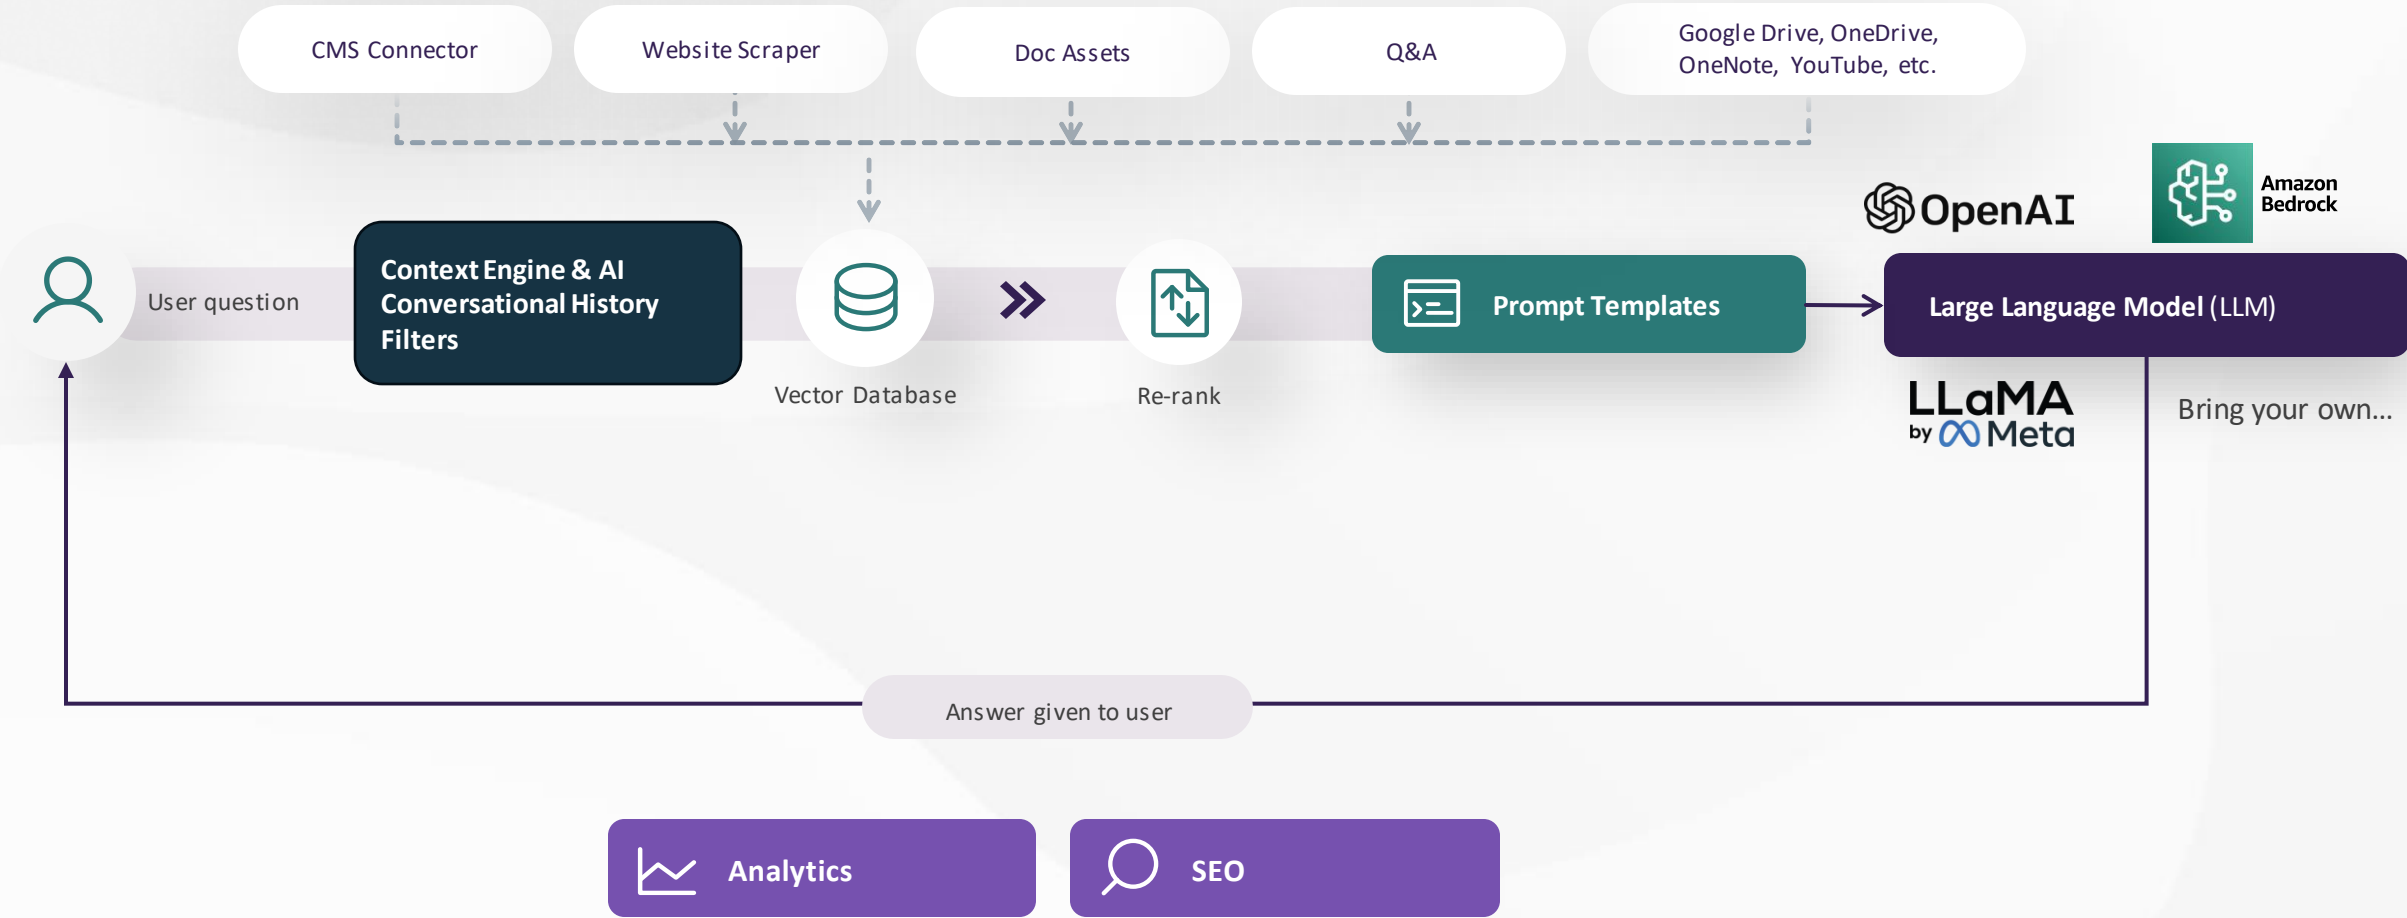 CMS Connector
Website Scraper
Doc Assets
Q&A
Google Drive, OneDrive,
OneNote, YouTube, etc.
OpenAI
Amazon
Bedrock
User question
Context Engine & AI
Conversational History
Filters
Vector Database
Re-rank
Prompt Templates
Large Language Model (LLM)
LLaMA
by Meta
Bring your own...
Answer given to user
Analytics
SEO